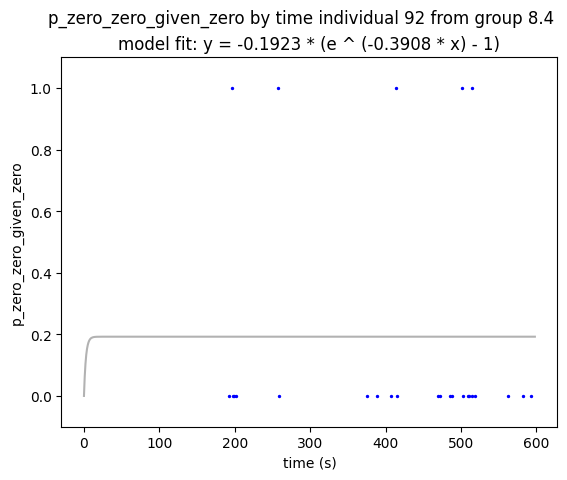 p_zero_zero_given_zero by time individual 92 from group 8.4
model fit: y = -0.1923 * (e ^ (-0.3908 * x) - 1)
1.0
0.8
0.6
0.4
0.2
0.0
p_zero_zero_given_zero
0 100 200 300 400 500 600
time (s)